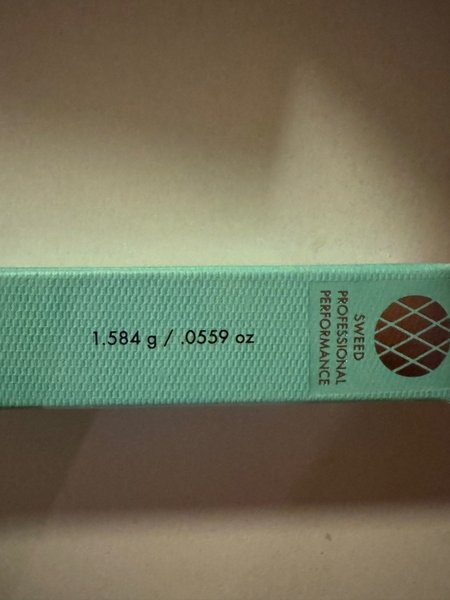 1.584 g / .0559 oz
SWEED
PROFESSIONAL
PERFORMANCE